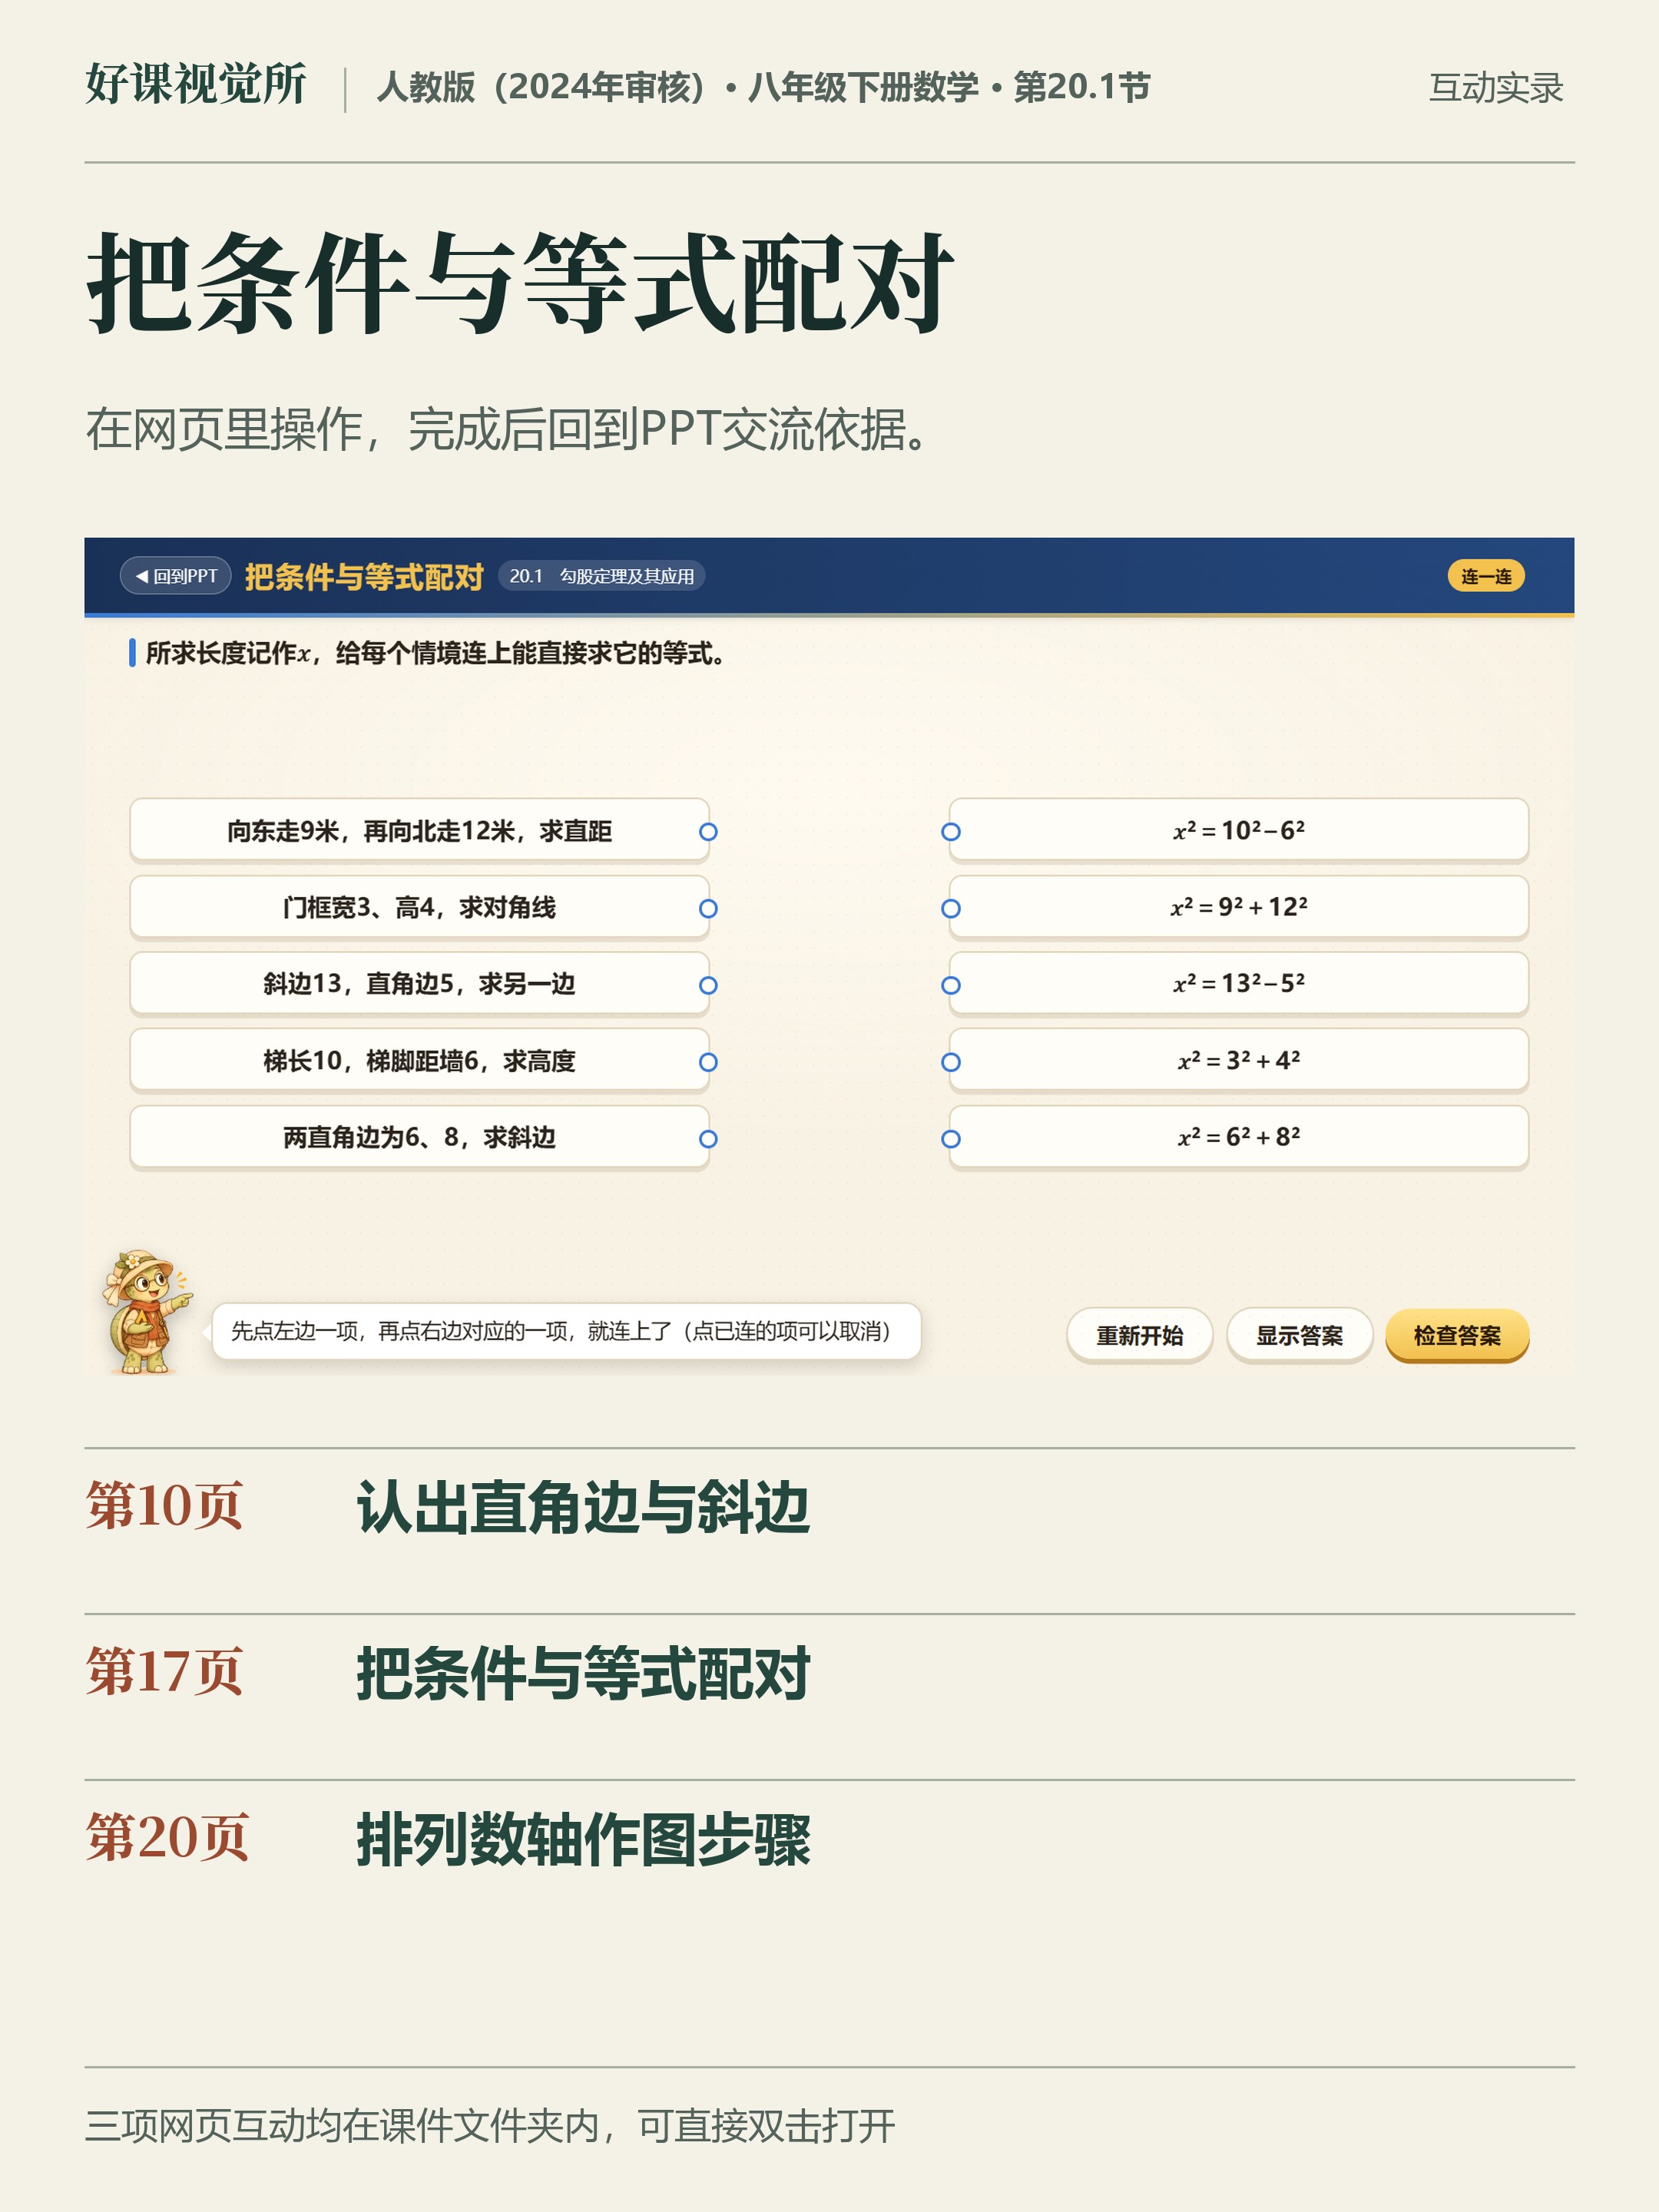 好课视觉所
人教版（2024年审核）• 八年级下册数学 • 第20.1节
互动实录
把条件与等式配对
在网页里操作，完成后回到PPT交流依据。
◀ 回到PPT
把条件与等式配对
20.1 勾股定理及其应用
连一连
所求长度记作x，给每个情境连上能直接求它的等式。
向东走9米，再向北走12米，求直距
x² = 10² − 6²
门框宽3、高4，求对角线
x² = 9² + 12²
斜边13，直角边5，求另一边
x² = 13² − 5²
梯长10，梯脚距墙6，求高度
x² = 3² + 4²
两直角边为6、8，求斜边
x² = 6² + 8²
先点左边一项，再点右边对应的一项，就连上了（点已连的项可以取消）
重新开始
显示答案
检查答案
第10页 认出直角边与斜边
第17页 把条件与等式配对
第20页 排列数轴作图步骤
三项网页互动均在课件文件夹内，可直接双击打开